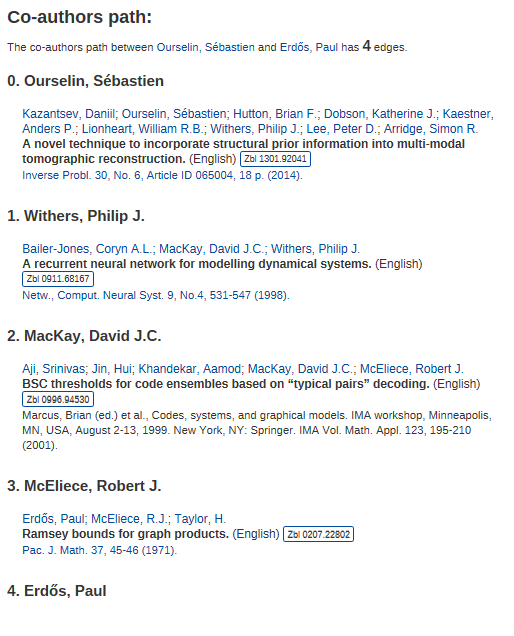 Co-authors path:
The co-authors path between Ourselin, Sébastien and Erdős, Paul has 4 edges.
0. Ourselin, Sébastien
Kazantsev, Daniil; Ourselin, Sébastien; Hutton, Brian F.; Dobson, Katherine J.; Kaestner,
Anders P.; Lionheart, William R.B.; Withers, Philip J.; Lee, Peter D.; Arridge, Simon R.
A novel technique to incorporate structural prior information into multi-modal
tomographic reconstruction. (English) Zbl 1301.92041
Inverse Probl. 30, No. 6, Article ID 065004, 18 p. (2014).
1. Withers, Philip J.
Bailer-Jones, Coryn A.L.; MacKay, David J.C.; Withers, Philip J.
A recurrent neural network for modelling dynamical systems. (English)
Zbl 0911.68167
Netw., Comput. Neural Syst. 9, No.4, 531-547 (1998).
2. MacKay, David J.C.
Aji, Srinivas; Jin, Hui; Khandekar, Aamod; MacKay, David J.C.; McEliece, Robert J.
BSC thresholds for code ensembles based on “typical pairs” decoding. (English)
Zbl 0996.94530
Marcus, Brian (ed.) et al., Codes, systems, and graphical models. IMA workshop, Minneapolis,
MN, USA, August 2-13, 1999. New York, NY: Springer. IMA Vol. Math. Appl. 123, 195-210
(2001).
3. McEliece, Robert J.
Erdős, Paul; McEliece, R.J.; Taylor, H.
Ramsey bounds for graph products. (English) Zbl 0207.22802
Pac. J. Math. 37, 45-46 (1971).
4. Erdős, Paul